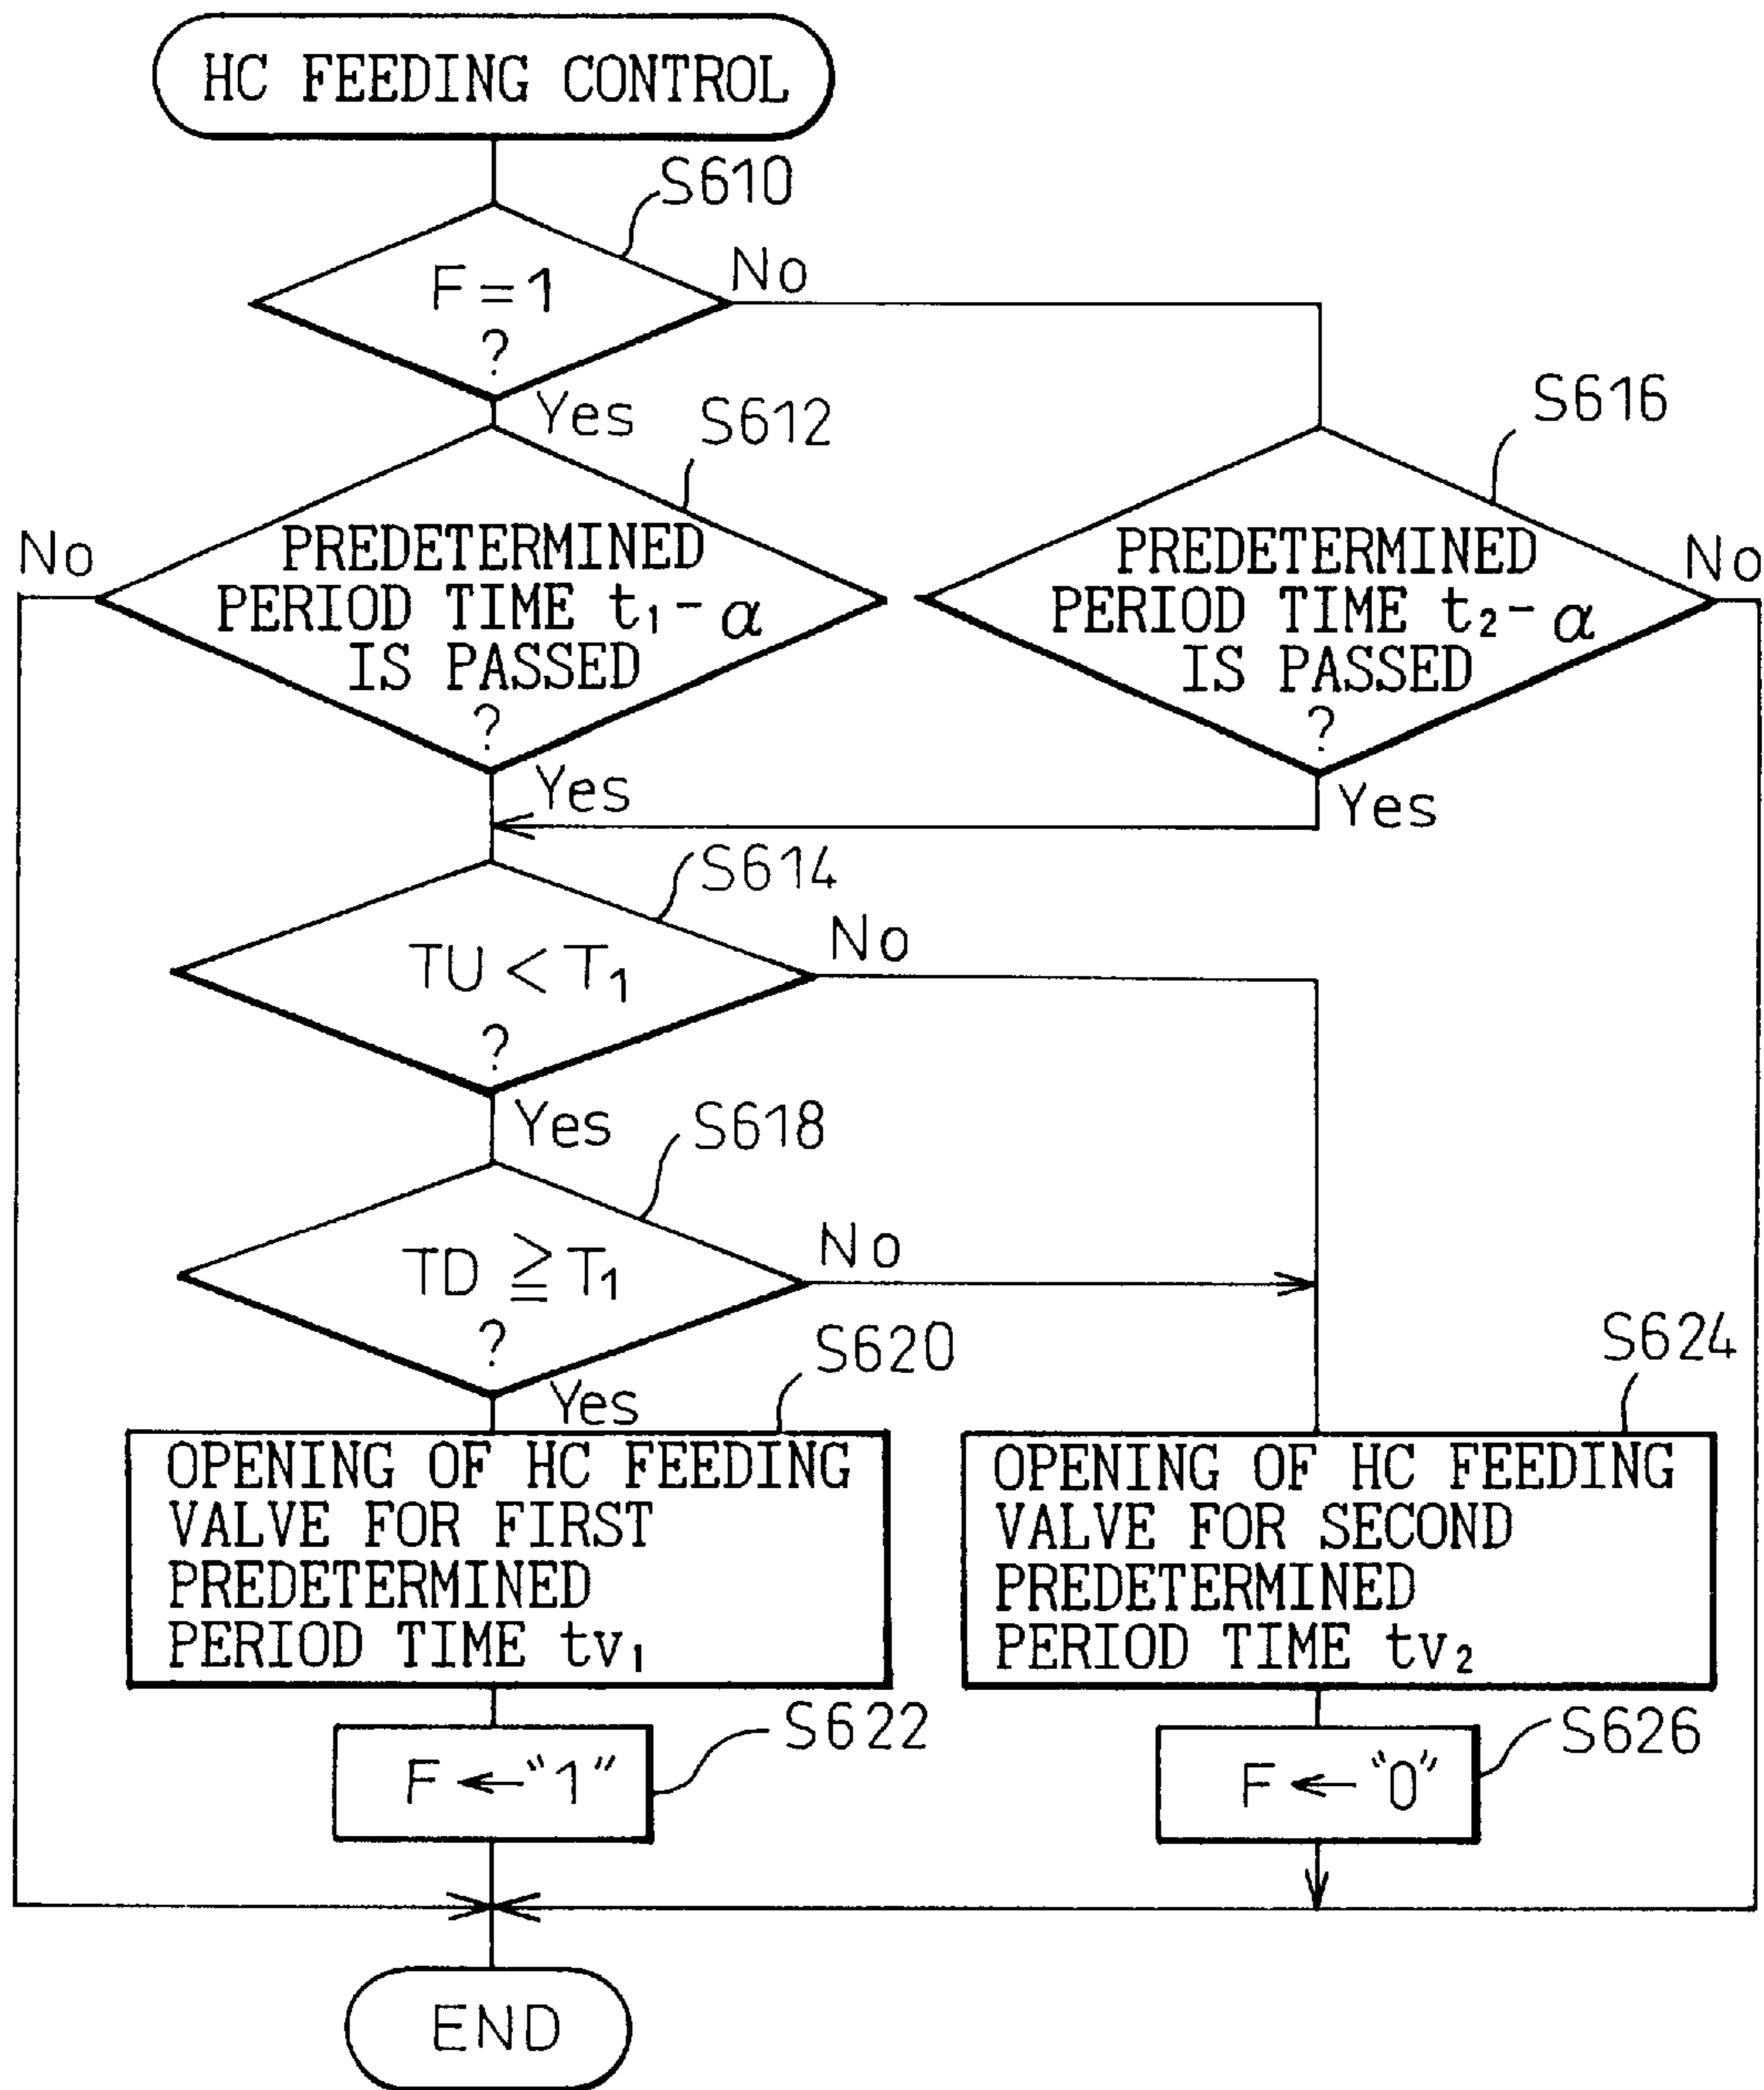 HC FEEDING CONTROL
S610
F=1
?
No
Yes
S612
S616
No
PREDETERMINED
PERIOD TIME t₁-α
IS PASSED
?
Yes
PREDETERMINED
PERIOD TIME t₂-α
IS PASSED
?
No
Yes
S614
TU < T₁
?
No
Yes
S618
TD ≧ T₁
?
No
Yes
S620
OPENING OF HC FEEDING
VALVE FOR FIRST
PREDETERMINED
PERIOD TIME tv₁
S624
OPENING OF HC FEEDING
VALVE FOR SECOND
PREDETERMINED
PERIOD TIME tv₂
S622
F ← "1"
S626
F ← "0"
END